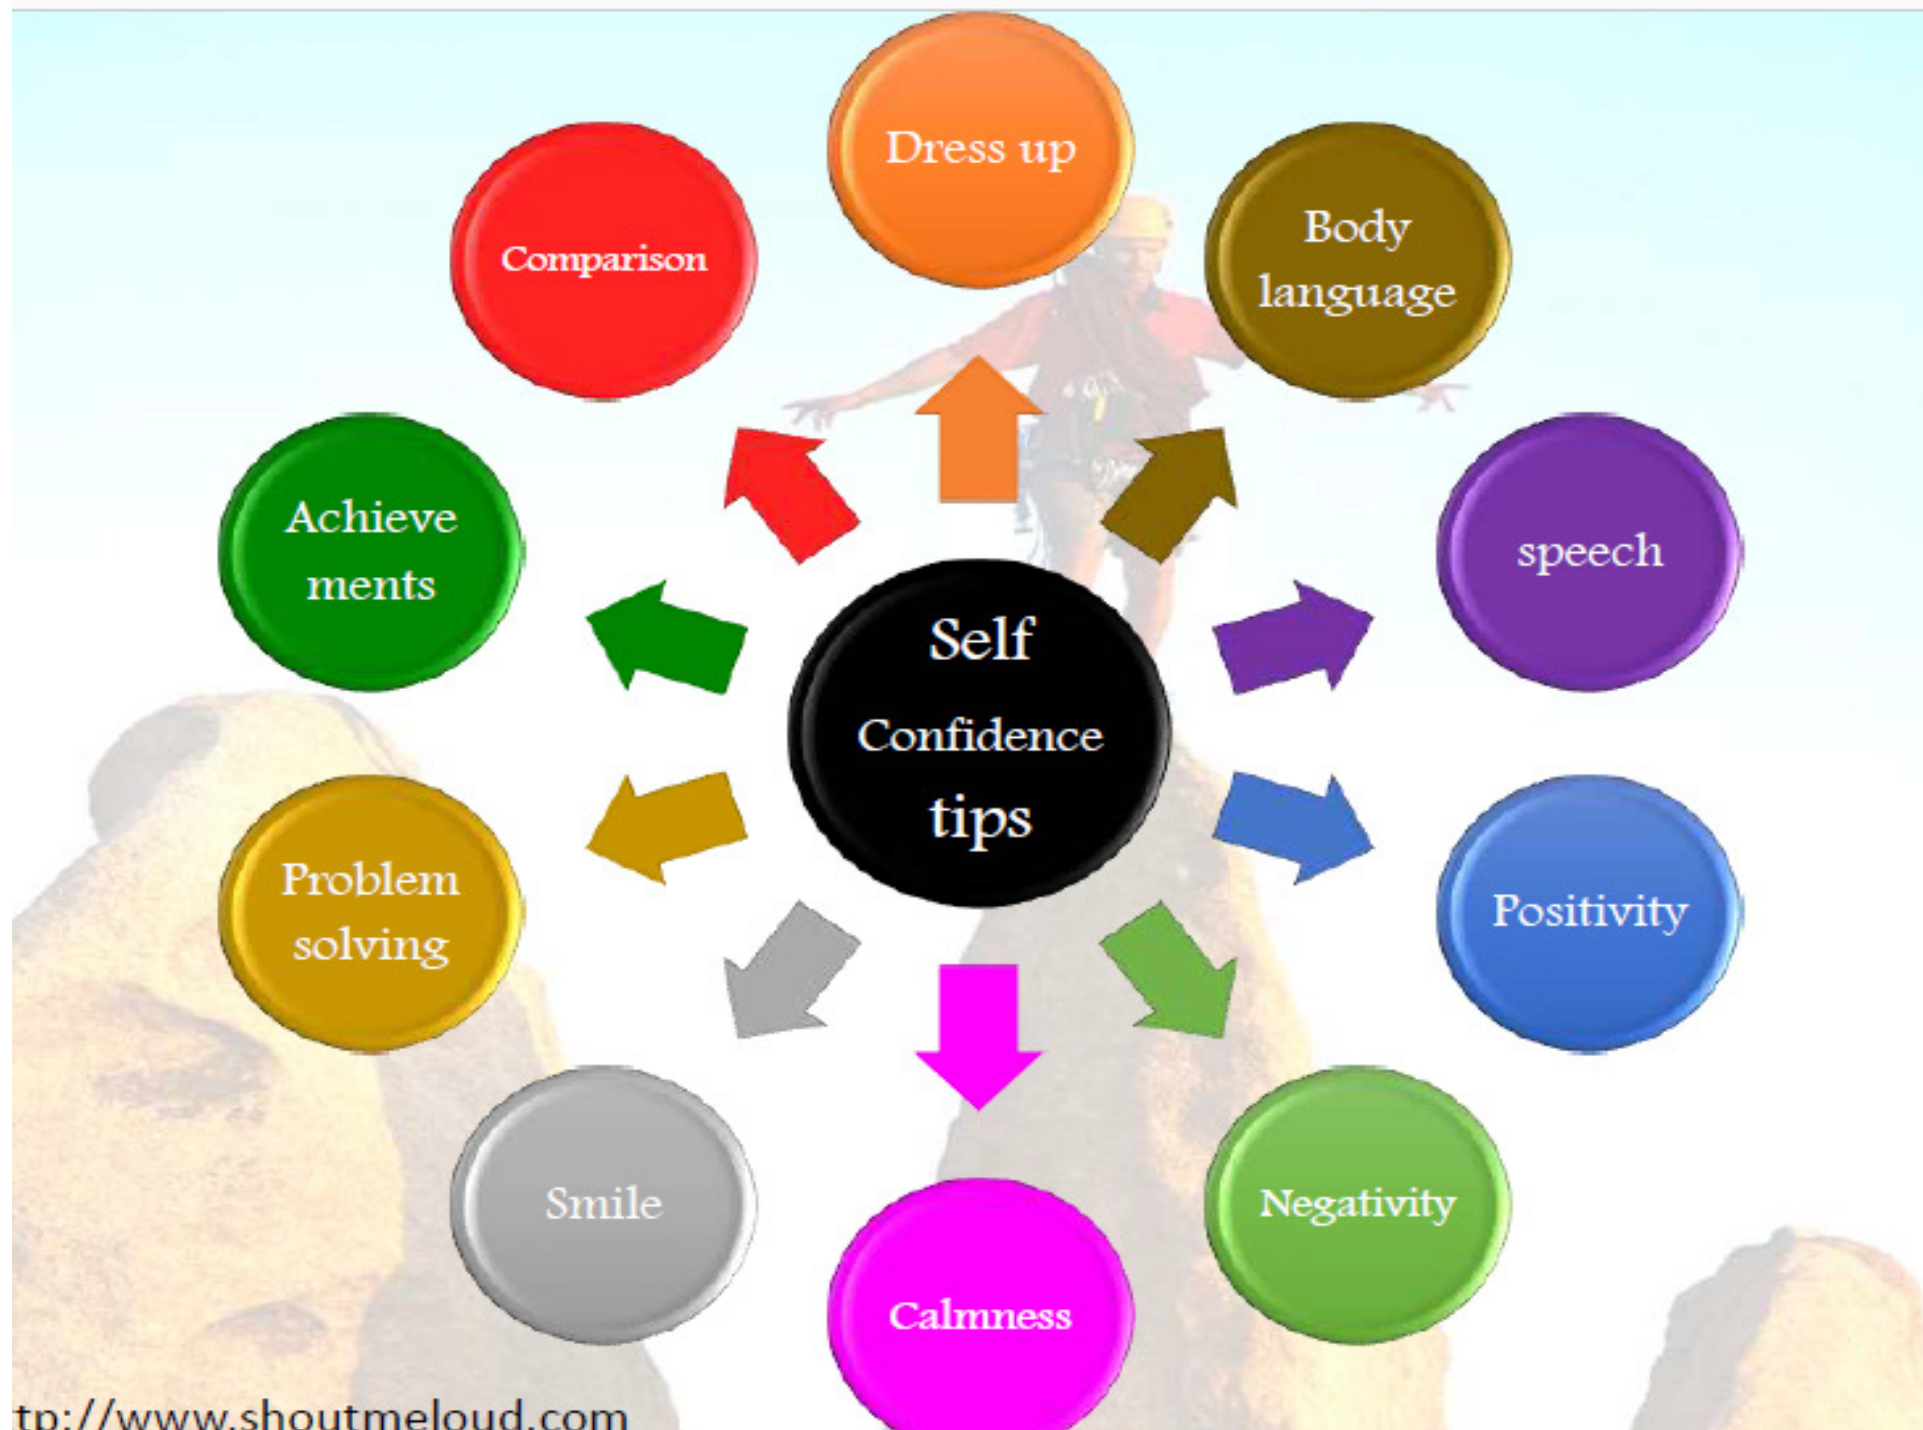 Dress up
Body
language
speech
Positivity
Negativity
Calmness
Smile
Problem
solving
Achieve
ments
Comparison
Self
Confidence
tips
tp://www.shoutmeloud.com